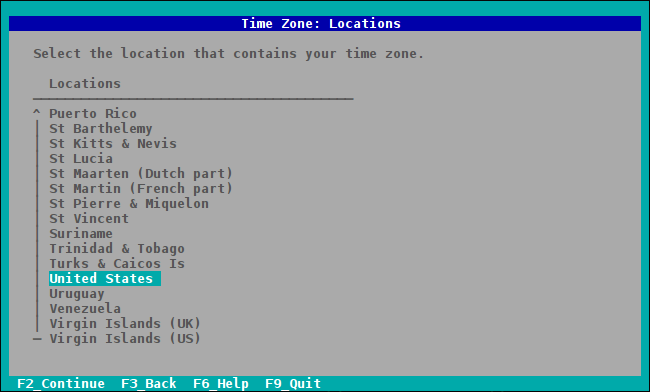 Time Zone: Locations
Select the location that contains your time zone.
Locations
^ Puerto Rico
St Barthelemy
St Kitts & Nevis
St Lucia
St Maarten (Dutch part)
St Martin (French part)
St Pierre & Miquelon
St Vincent
Suriname
Trinidad & Tobago
Turks & Caicos Is
United States
Uruguay
Venezuela
Virgin Islands (UK)
Virgin Islands (US)
F2_Continue F3_Back F6_Help F9_Quit